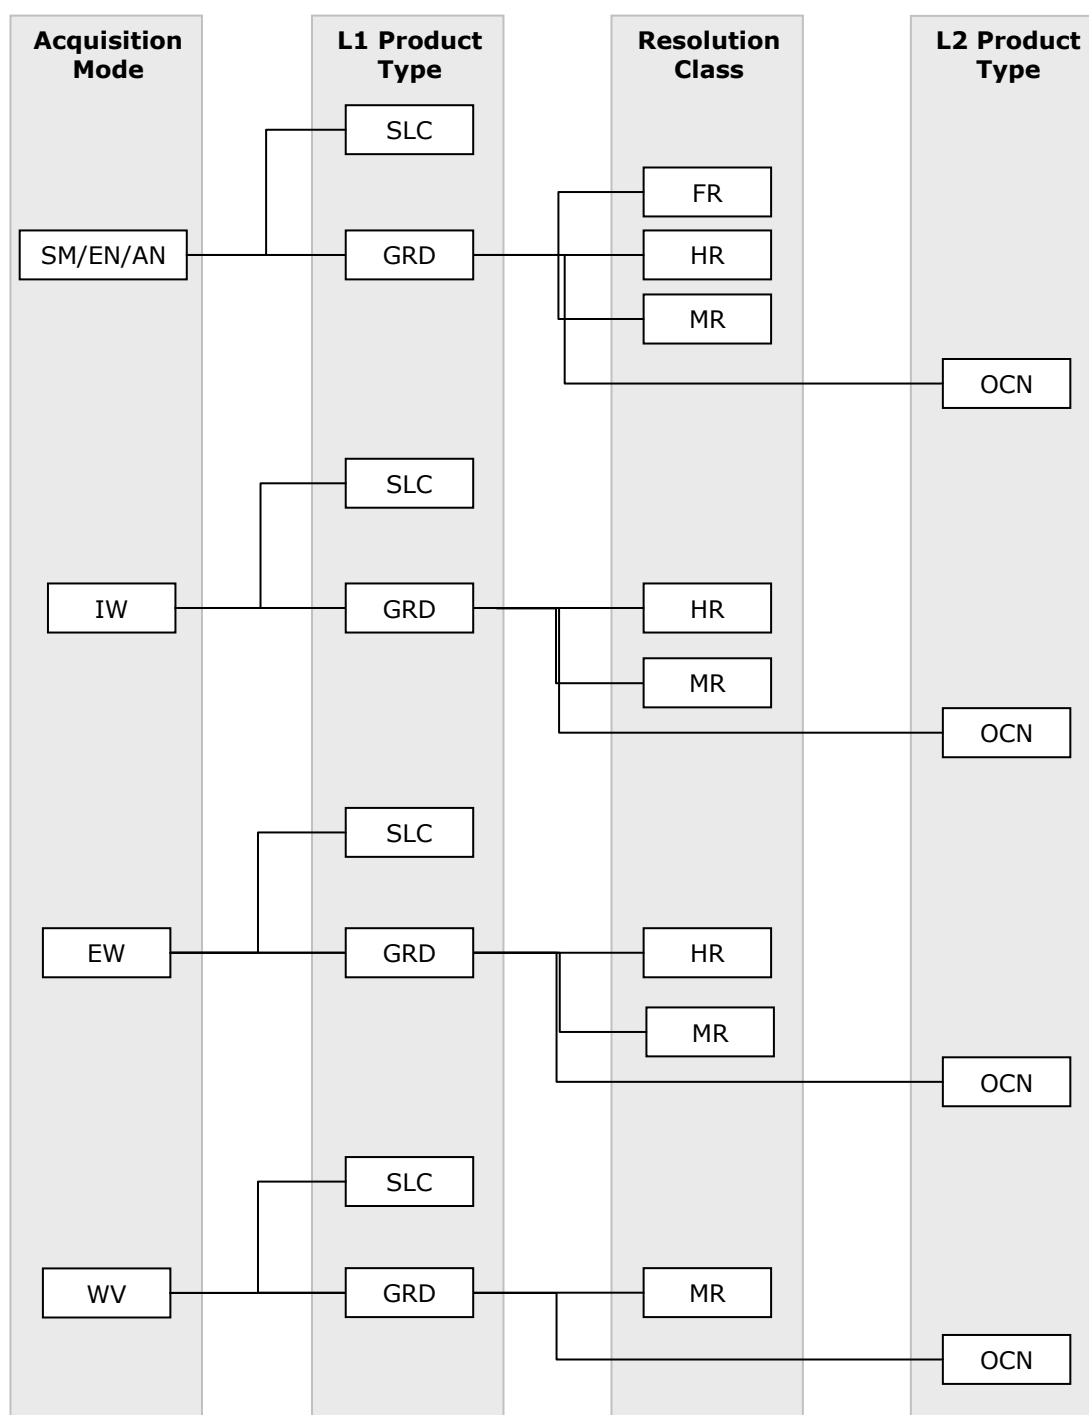 Acquisition
Mode
L1 Product
Type
Resolution
Class
L2 Product
Type
SLC
FR
SM/EN/AN
GRD
HR
MR
OCN
SLC
IW
GRD
HR
MR
OCN
SLC
EW
GRD
HR
MR
OCN
SLC
WV
GRD
MR
OCN